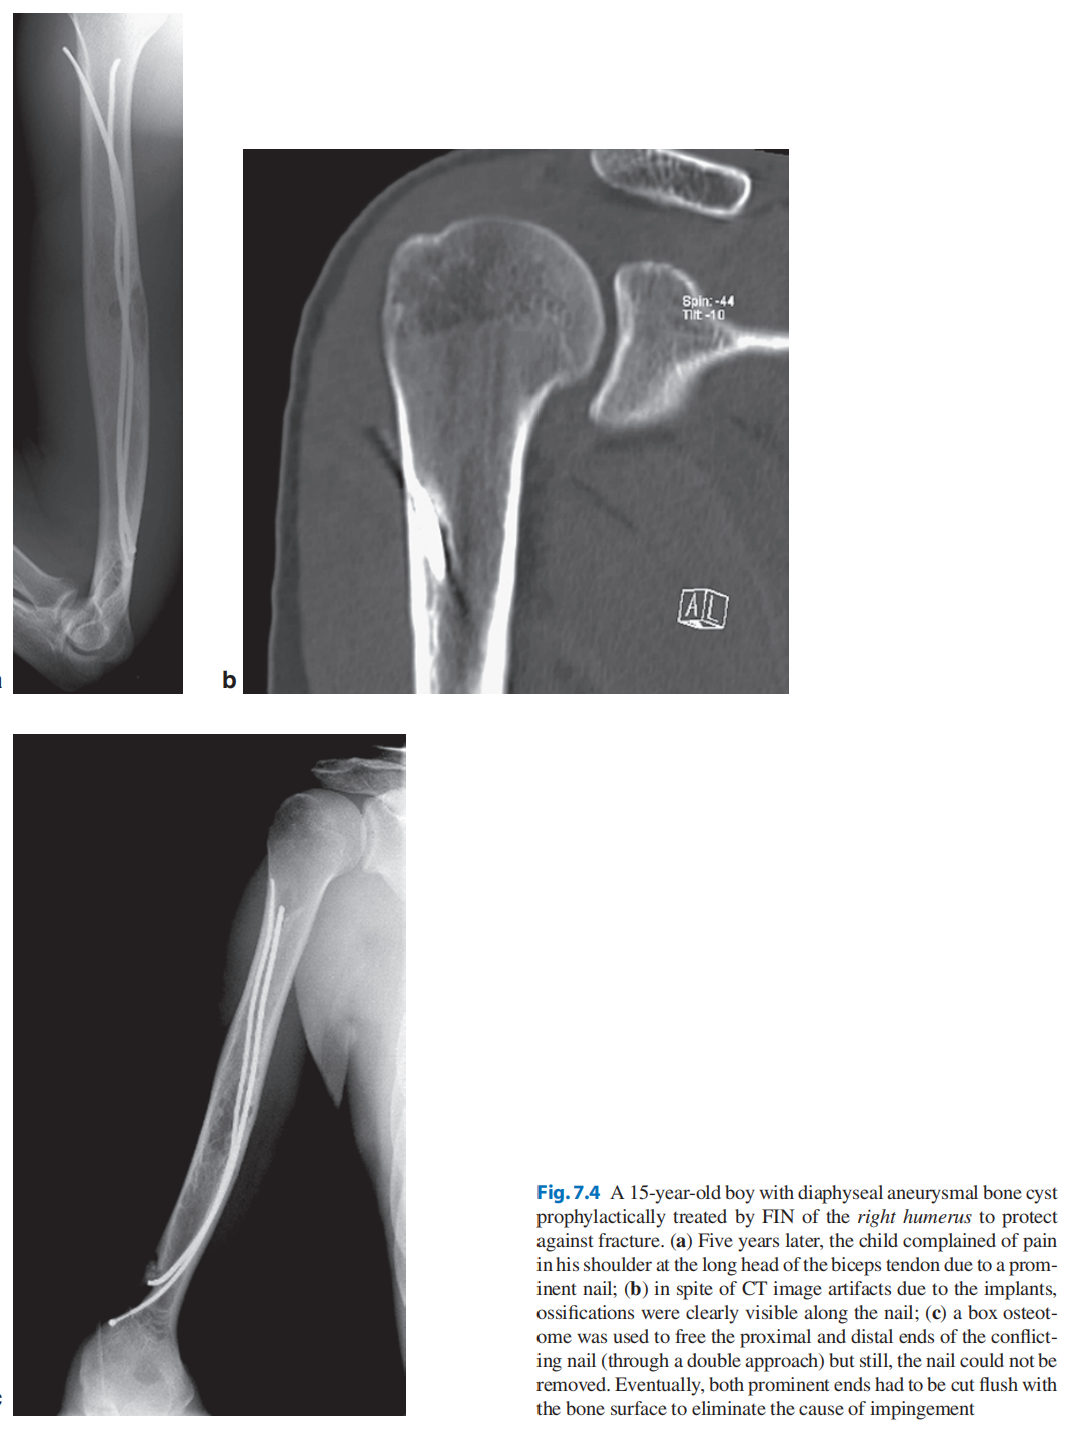 Spin: -44
Tilt -10
A L
b
Fig. 7.4 A 15-year-old boy with diaphyseal aneurysmal bone cyst
prophylactically treated by FIN of the right humerus to protect
against fracture. (a) Five years later, the child complained of pain
in his shoulder at the long head of the biceps tendon due to a prom-
inent nail; (b) in spite of CT image artifacts due to the implants,
ossifications were clearly visible along the nail; (c) a box osteot-
ome was used to free the proximal and distal ends of the conflict-
ing nail (through a double approach) but still, the nail could not be
removed. Eventually, both prominent ends had to be cut flush with
the bone surface to eliminate the cause of impingement